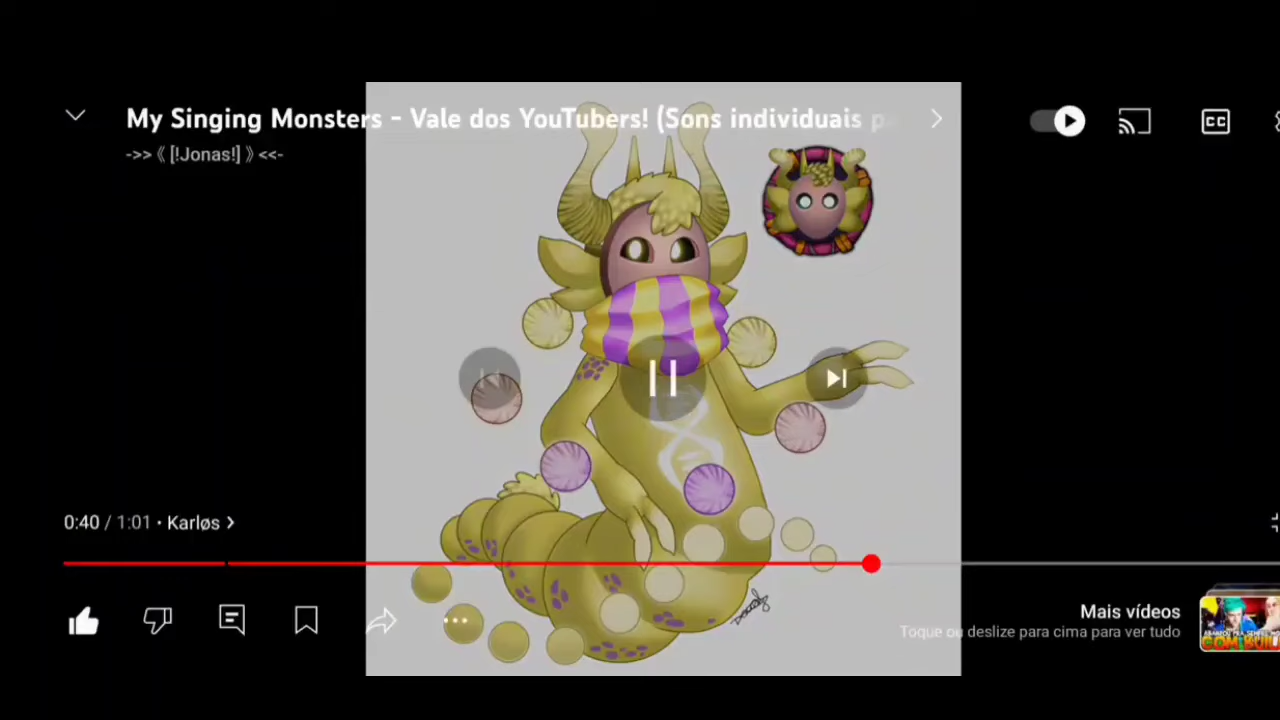 My Singing Monsters - Vale dos YouTubers! (Sons individuais
->> 《 [!Jonas!] 》 <<-
CC
0:40 / 1:01 • Karløs >
Mais vídeos
Toque ou deslize para cima para ver tudo